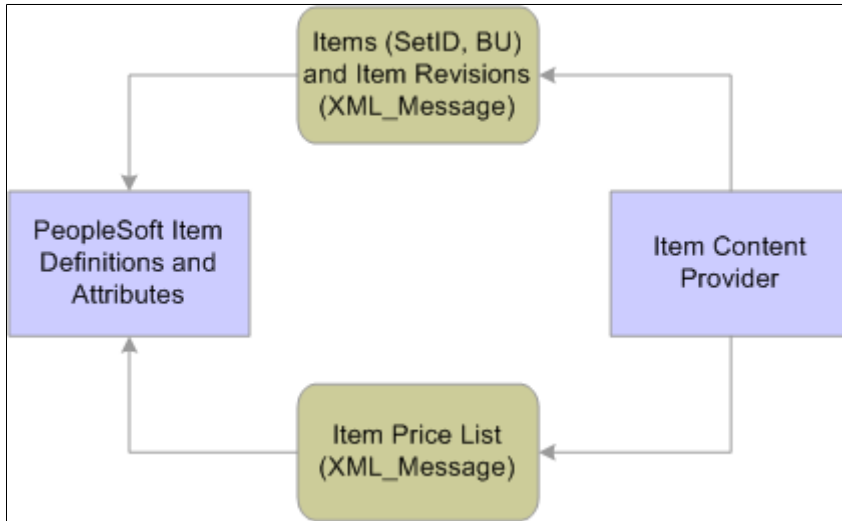 Items (SetID, BU)
and Item Revisions
(XML_Message)
PeopleSoft Item
Definitions and
Attributes
Item Content
Provider
Item Price List
(XML_Message)